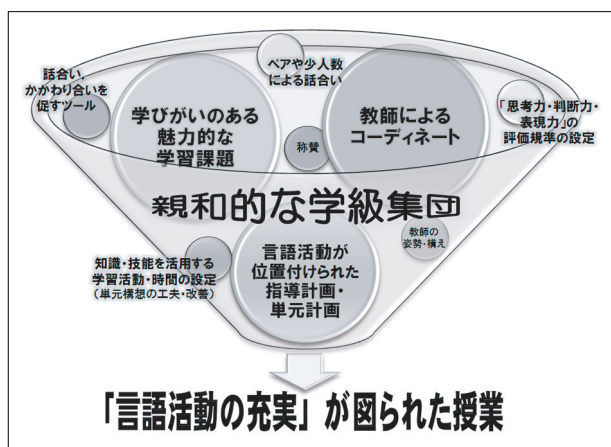 話合い，
かかわり合いを
促すツール
ペアや少人数
による話合い
学びがいのある
魅力的な
学習課題
称賛
教師による
コーディネート
「思考力・判断力・
表現力」の
評価規準の設定
親和的な学級集団
知識・技能を活用する
学習活動・時間の設定
（単元構想の工夫・改善）
言語活動が
位置付けられた
指導計画・
単元計画
教師の
姿勢・構え
「言語活動の充実」が図られた授業